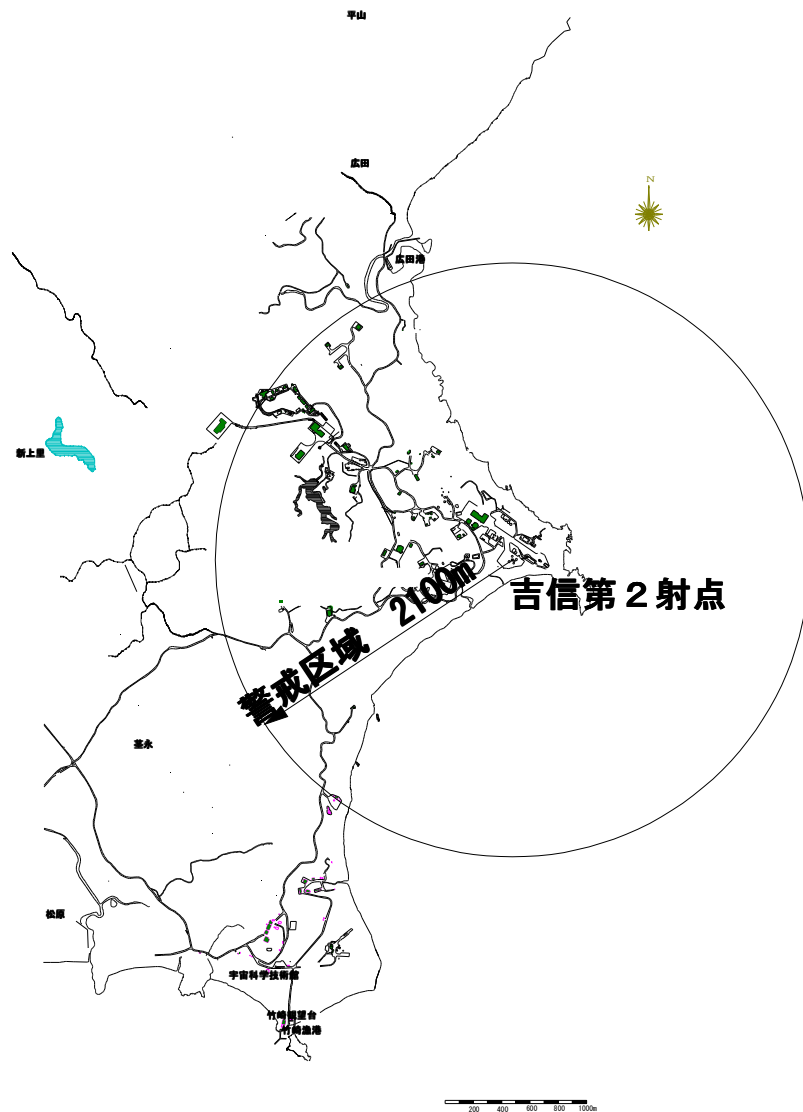 平山
広田
N
広田港
新上里
吉信第２射点
警戒区域 2100m
茎永
松原
宇宙科学技術館
竹崎展望台
竹崎漁港
200 400 600 800 1000m